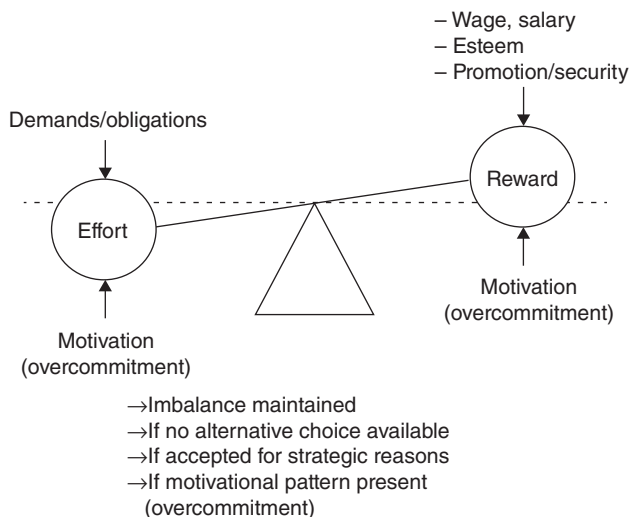 – Wage, salary
– Esteem
– Promotion/security
Demands/obligations
Reward
Effort
Motivation
(overcommitment)
Motivation
(overcommitment)
→Imbalance maintained
→If no alternative choice available
→If accepted for strategic reasons
→If motivational pattern present
(overcommitment)